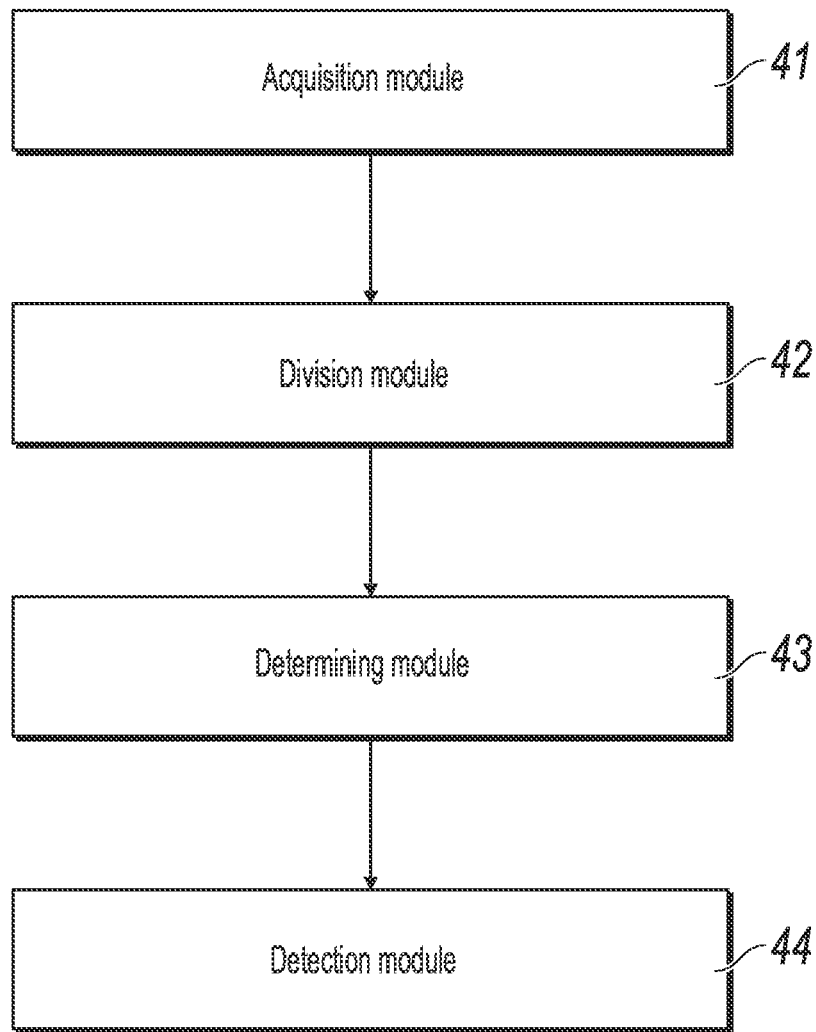 Acquisition module
41
Division module
42
Determining module
43
Detection module
44